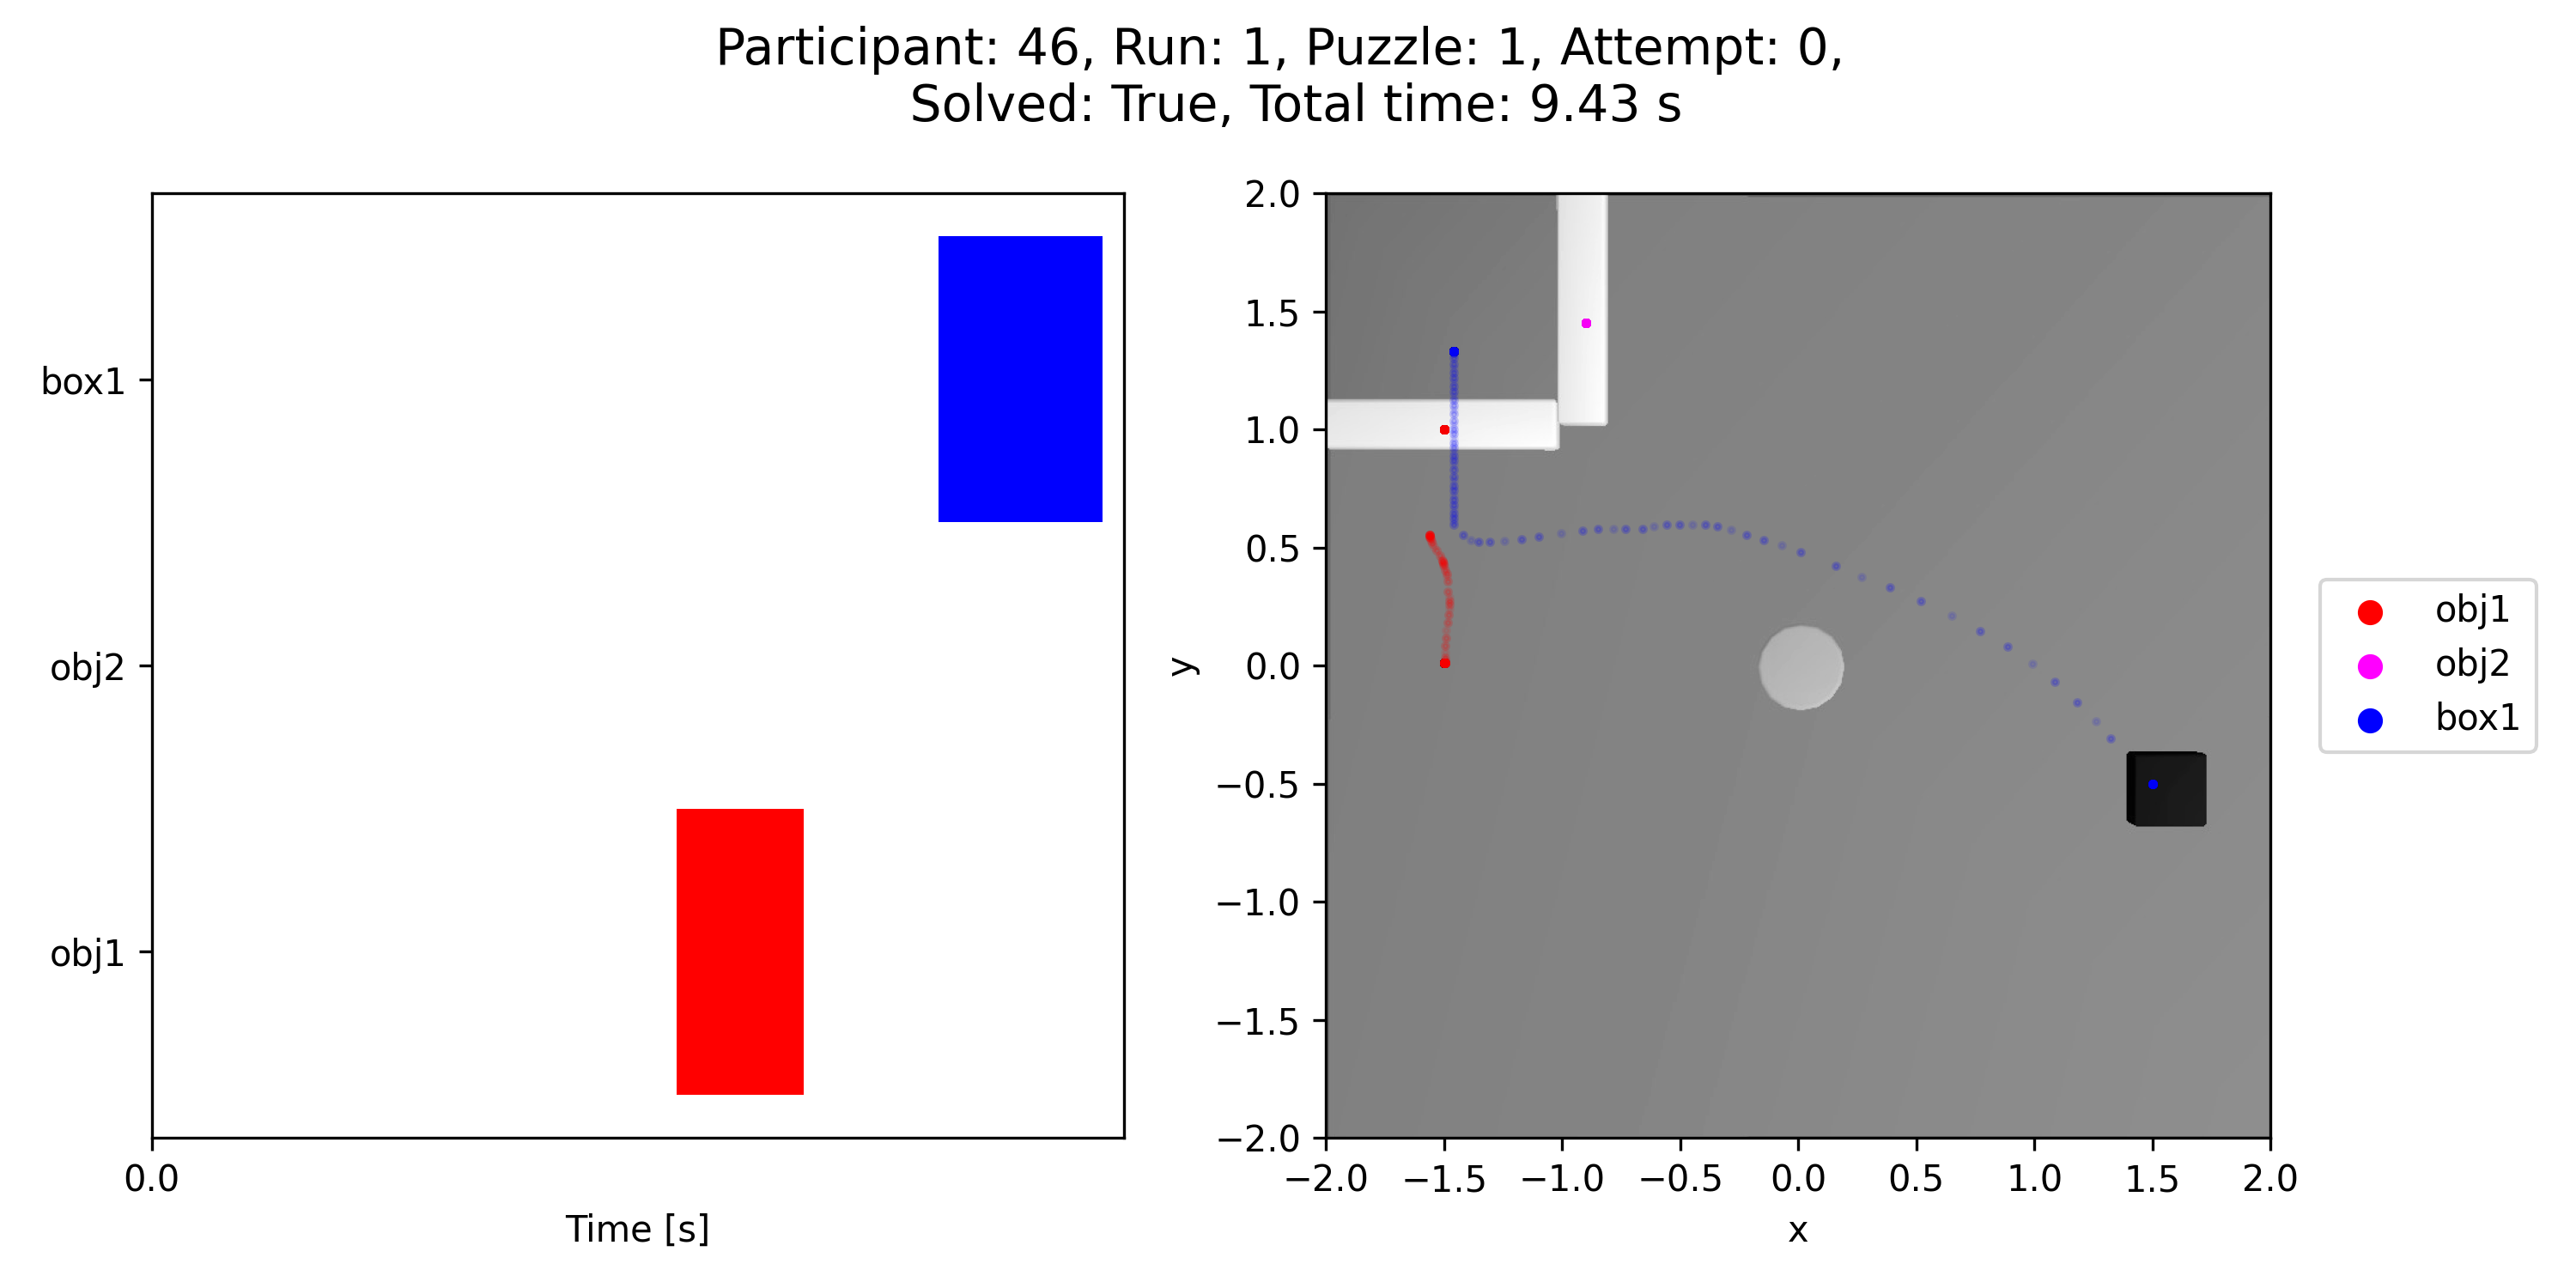 Participant: 46, Run: 1, Puzzle: 1, Attempt: 0,
Solved: True, Total time: 9.43 s
box1
obj2
obj1
0.0
Time [s]
2.0
1.5
1.0
0.5
0.0
−0.5
−1.0
−1.5
−2.0
y
−2.0 −1.5 −1.0 −0.5 0.0 0.5 1.0 1.5 2.0
x
obj1
obj2
box1